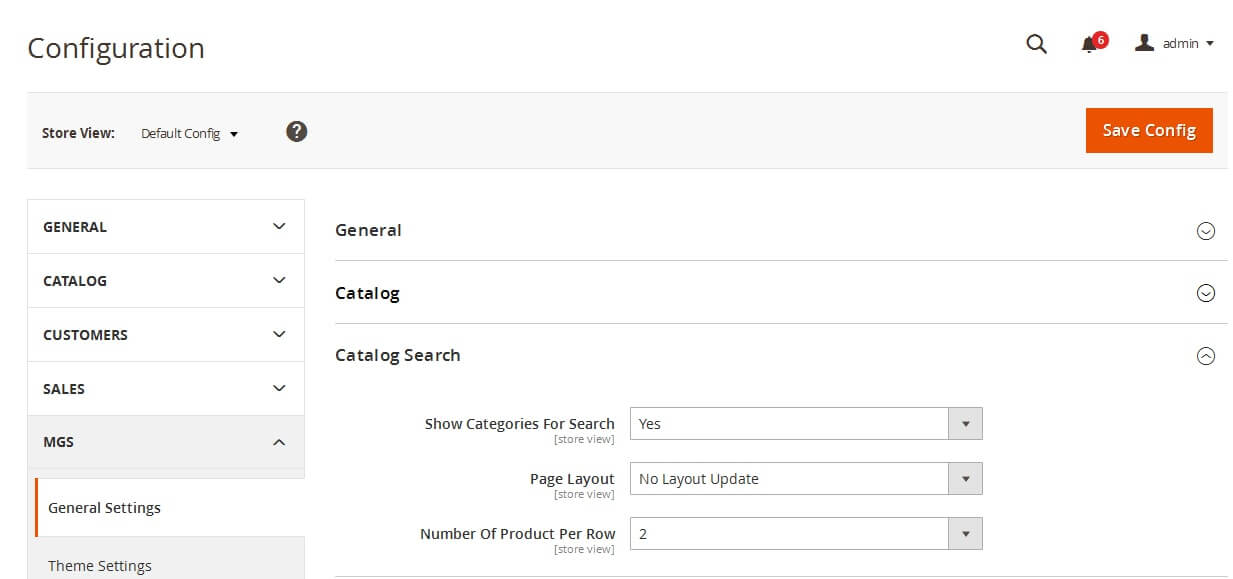 Configuration
6
admin
Store View:
Default Config
?
Save Config
GENERAL
CATALOG
CUSTOMERS
SALES
MGS
General Settings
Theme Settings
General
Catalog
Catalog Search
Show Categories For Search
[store view]
Yes
Page Layout
[store view]
No Layout Update
Number Of Product Per Row
[store view]
2